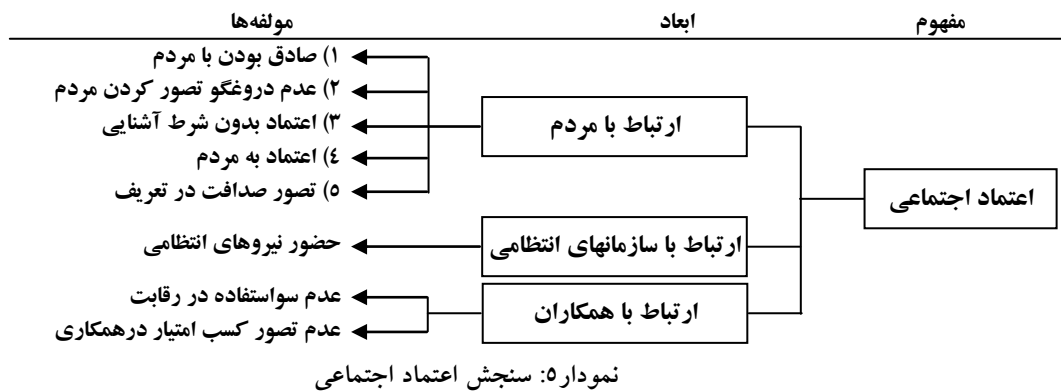 مفهوم ابعاد مولفه‌ها
۱) صادق بودن با مردم
۲) عدم دروغگو تصور کردن مردم
ارتباط با مردم
۳) اعتماد بدون شرط آشنایی
٤) اعتماد به مردم
۵) تصور صدافت در تعریف
اعتماد اجتماعی
ارتباط با سازمانهای انتظامی
حضور نیروهای انتظامی
ارتباط با همکاران
عدم سواستفاده در رقابت
عدم تصور کسب امتیاز درهمکاری
نمودار۵: سنجش اعتماد اجتماعی